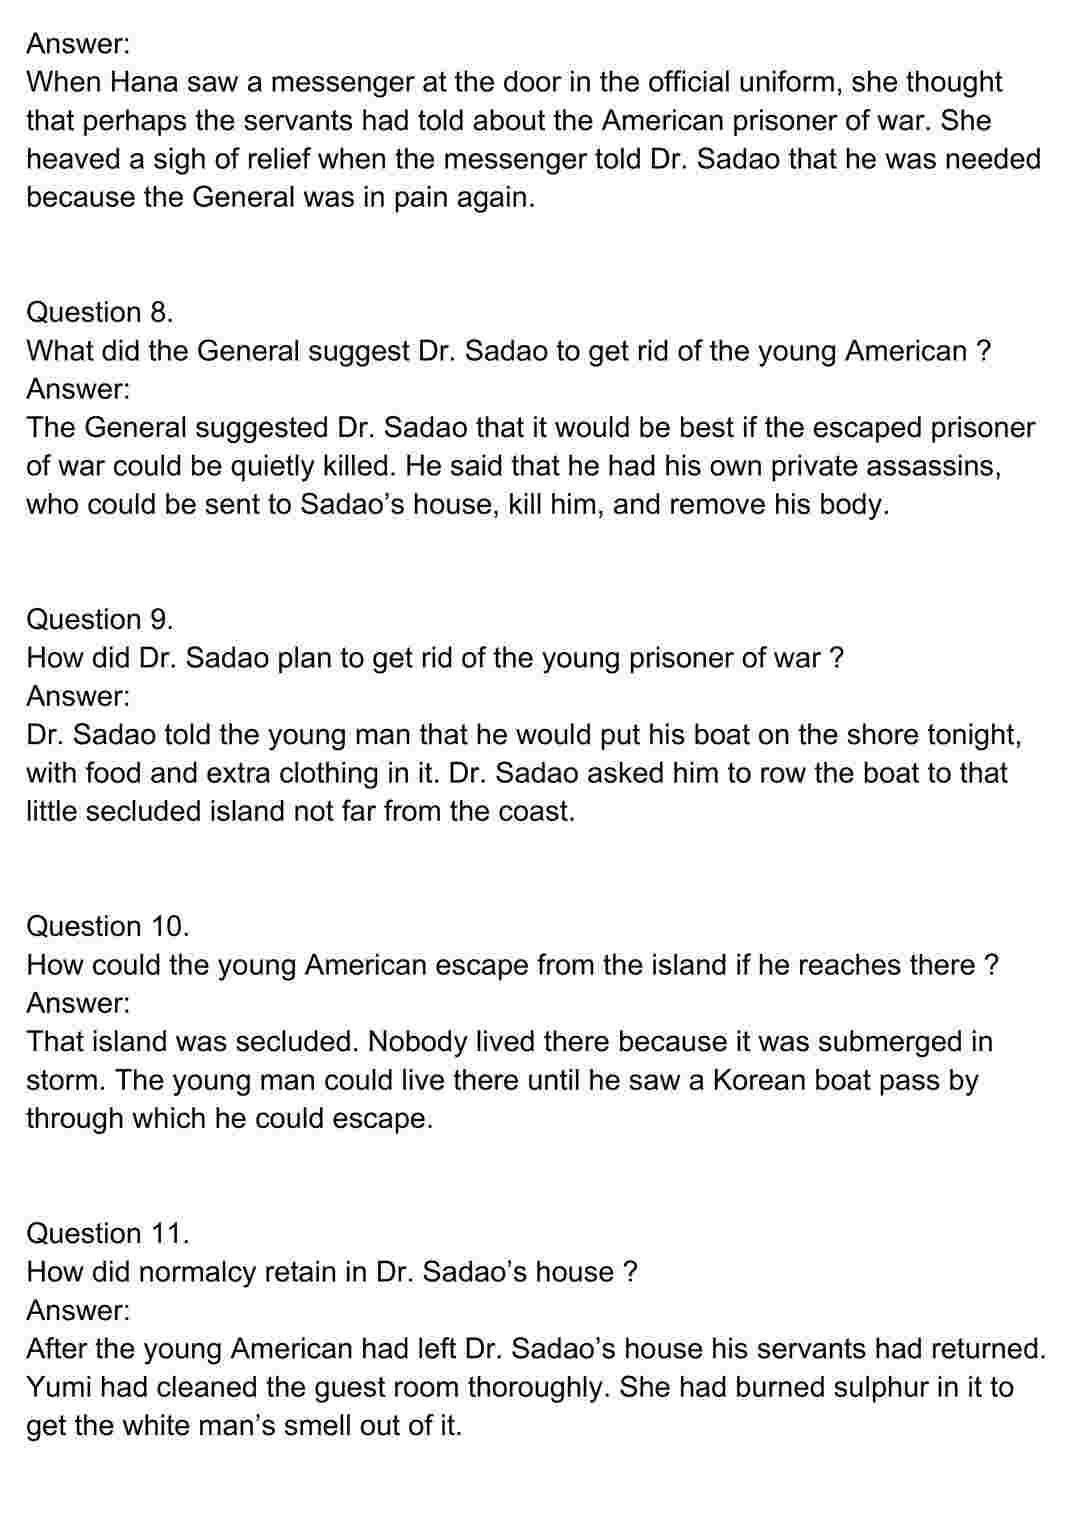 Answer:
When Hana saw a messenger at the door in the official uniform, she thought
that perhaps the servants had told about the American prisoner of war. She
heaved a sigh of relief when the messenger told Dr. Sadao that he was needed
because the General was in pain again.
Question 8.
What did the General suggest Dr. Sadao to get rid of the young American ?
Answer:
The General suggested Dr. Sadao that it would be best if the escaped prisoner
of war could be quietly killed. He said that he had his own private assassins,
who could be sent to Sadao’s house, kill him, and remove his body.
Question 9.
How did Dr. Sadao plan to get rid of the young prisoner of war ?
Answer:
Dr. Sadao told the young man that he would put his boat on the shore tonight,
with food and extra clothing in it. Dr. Sadao asked him to row the boat to that
little secluded island not far from the coast.
Question 10.
How could the young American escape from the island if he reaches there ?
Answer:
That island was secluded. Nobody lived there because it was submerged in
storm. The young man could live there until he saw a Korean boat pass by
through which he could escape.
Question 11.
How did normalcy retain in Dr. Sadao’s house ?
Answer:
After the young American had left Dr. Sadao’s house his servants had returned.
Yumi had cleaned the guest room thoroughly. She had burned sulphur in it to
get the white man’s smell out of it.